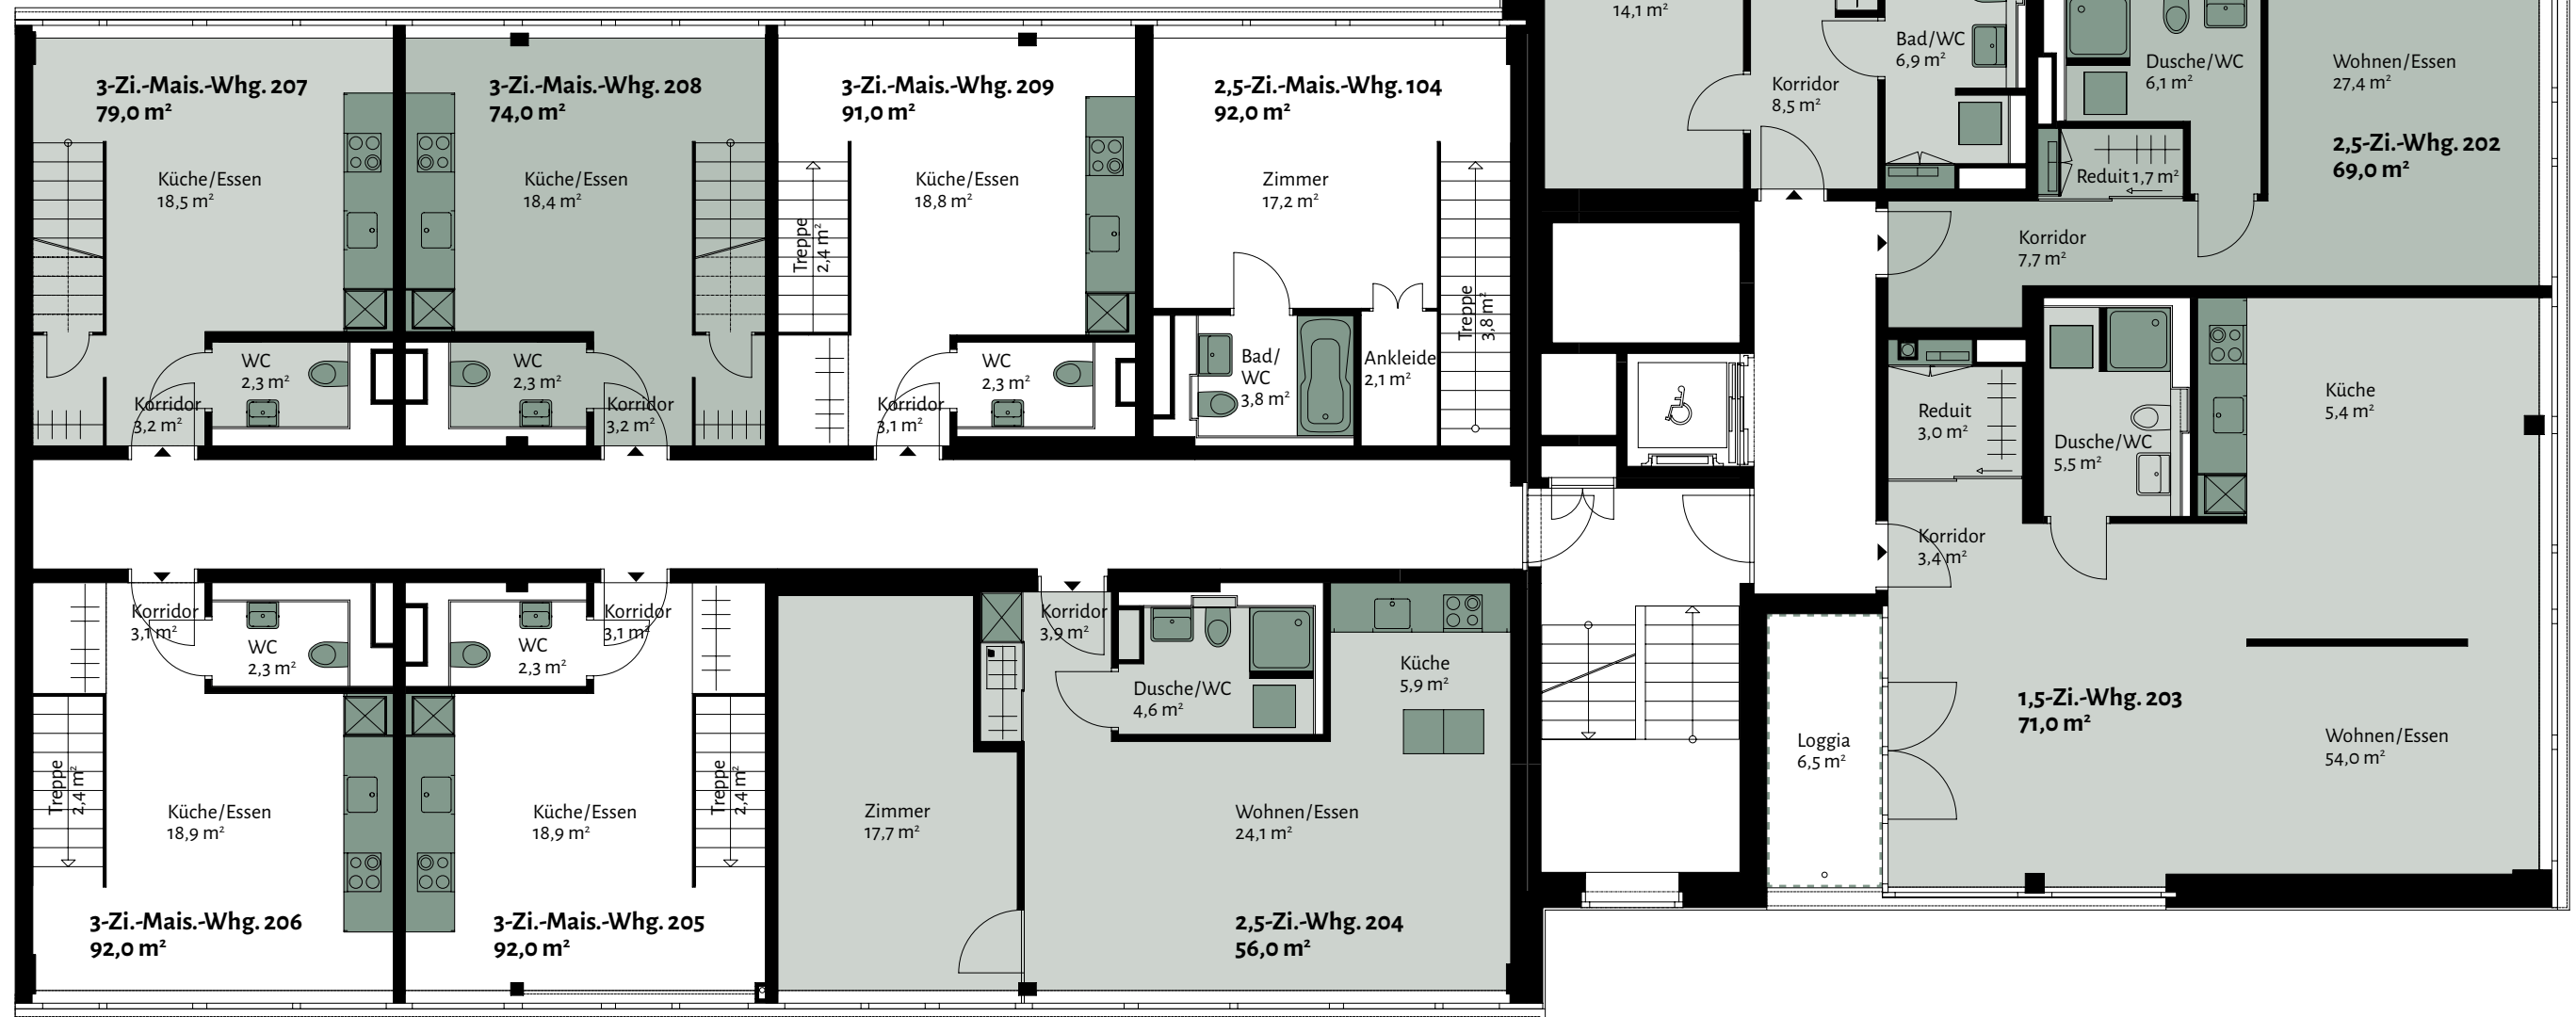 14,1 m²
Korridor
8,5 m²
Bad/WC
6,9 m²
Dusche/WC
6,1 m²
Wohnen/Essen
27,4 m²
2,5-Zi.-Whg. 202
69,0 m²
Reduit 1,7 m²
Korridor
7,7 m²
3-Zi.-Mais.-Whg. 207
79,0 m²
Küche/Essen
18,5 m²
WC
2,3 m²
Korridor
3,2 m²
3-Zi.-Mais.-Whg. 208
74,0 m²
Küche/Essen
18,4 m²
WC
2,3 m²
Korridor
3,2 m²
3-Zi.-Mais.-Whg. 209
91,0 m²
Treppe
2,4 m²
Küche/Essen
18,8 m²
WC
2,3 m²
Korridor
3,1 m²
2,5-Zi.-Mais.-Whg. 104
92,0 m²
Zimmer
17,2 m²
Treppe
3,8 m²
Bad/
WC
3,8 m²
Ankleide
2,1 m²
Reduit
3,0 m²
Dusche/WC
5,5 m²
Küche
5,4 m²
Korridor
3,4 m²
1,5-Zi.-Whg. 203
71,0 m²
Wohnen/Essen
54,0 m²
Loggia
6,5 m²
Korridor
3,1 m²
WC
2,3 m²
Treppe
2,4 m²
Küche/Essen
18,9 m²
3-Zi.-Mais.-Whg. 206
92,0 m²
WC
2,3 m²
Korridor
3,1 m²
Küche/Essen
18,9 m²
Treppe
2,4 m²
3-Zi.-Mais.-Whg. 205
92,0 m²
Zimmer
17,7 m²
Korridor
3,9 m²
Dusche/WC
4,6 m²
Küche
5,9 m²
Wohnen/Essen
24,1 m²
2,5-Zi.-Whg. 204
56,0 m²